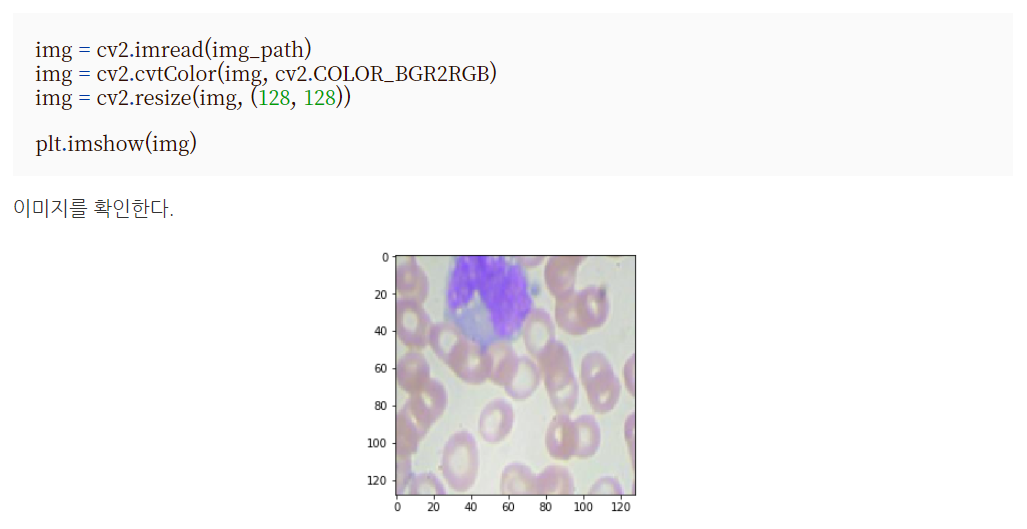 img = cv2.imread(img_path)
img = cv2.cvtColor(img, cv2.COLOR_BGR2RGB)
img = cv2.resize(img, (128, 128))
plt.imshow(img)
이미지를 확인한다.
0
20
40
60
80
100
120
0 20 40 60 80 100 120